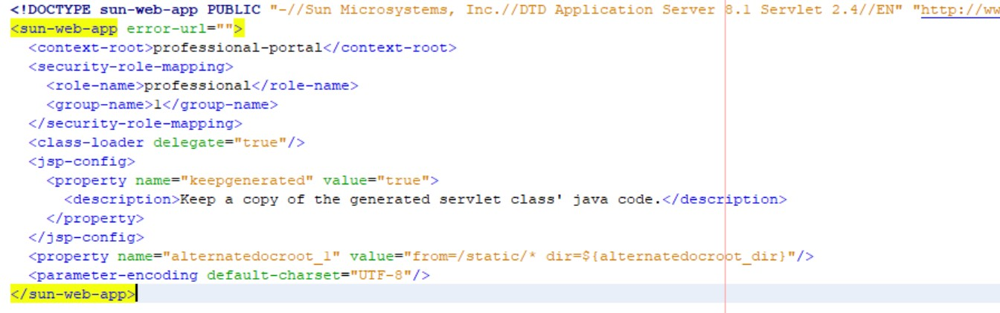 <!DOCTYPE sun-web-app PUBLIC "-//Sun Microsystems, Inc.//DTD Application Server 8.1 Servlet 2.4//EN" "http://ww
<sun-web-app error-url="">
  <context-root>professional-portal</context-root>
  <security-role-mapping>
    <role-name>professional</role-name>
    <group-name>1</group-name>
  </security-role-mapping>
  <class-loader delegate="true"/>
  <jsp-config>
    <property name="keepgenerated" value="true">
      <description>Keep a copy of the generated servlet class' java code.</description>
    </property>
  </jsp-config>
  <property name="alternatedocroot_1" value="from=/static/* dir=${alternatedocroot_dir}"/>
  <parameter-encoding default-charset="UTF-8"/>
</sun-web-app>